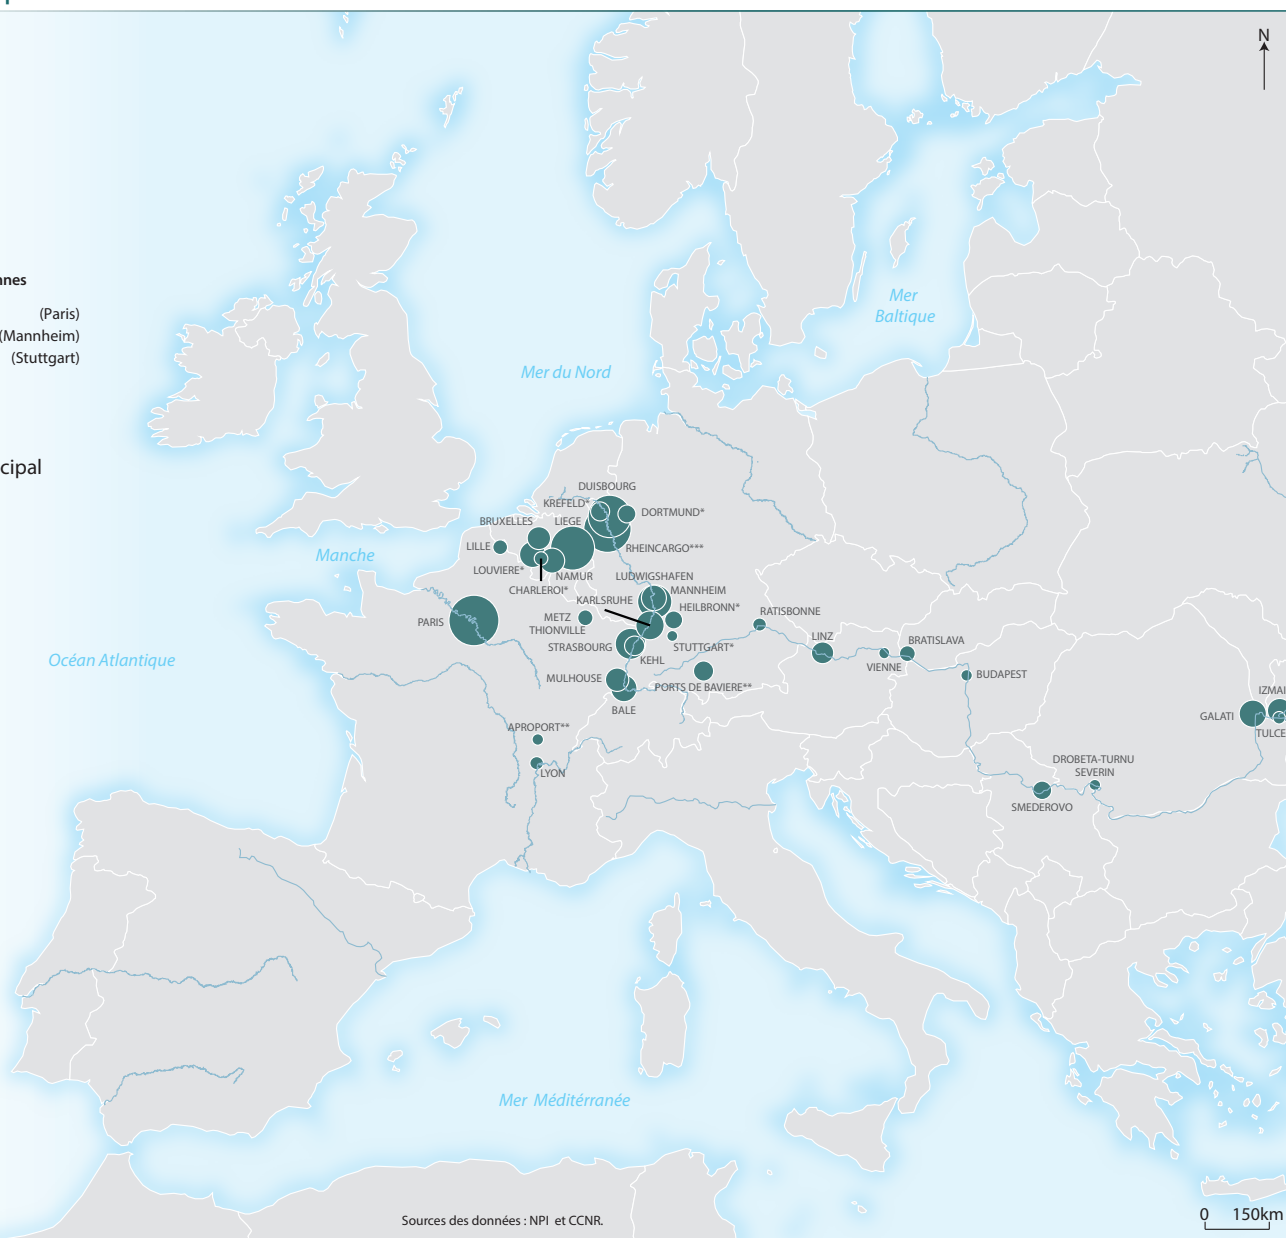 N
nnes
(Paris)
(Mannheim)
(Stuttgart)
Mer
Baltique
Mer du Nord
cipal
DUISBOURG
KREFELD*
DORTMUND*
BRUXELLES
LIEGE
LILLE
RHEINCARGO***
Manche
LOUVIERE*
NAMUR
LUDWIGSHAFEN
CHARLEROI*
MANNHEIM
KARLSRUHE
HEILBRONN*
METZ
THIONVILLE
RATISBONNE
PARIS
STRASBOURG
STUTTGART*
LINZ
BRATISLAVA
Océan Atlantique
KEHL
VIENNE
MULHOUSE
PORTS DE BAVIERE**
BUDAPEST
IZMAI
BALE
GALATI
APROPORT**
TULCE
LYON
DROBETA-TURNU
SEVERIN
SMEDEROVO
Mer Méditérranée
Sources des données : NPI et CCNR.
0 150km